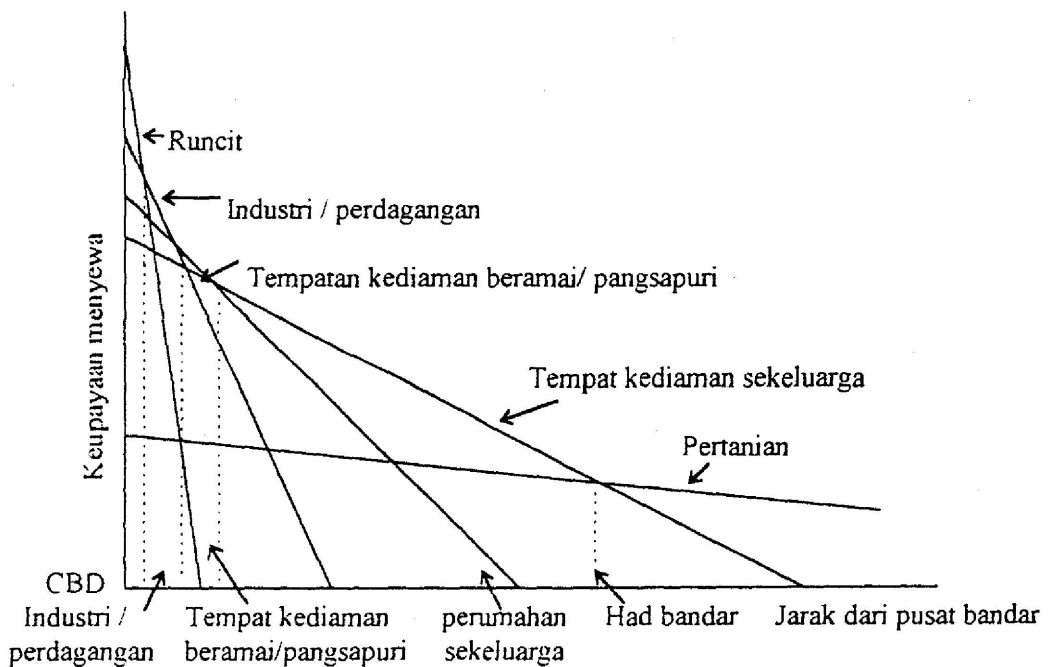 Runcit
Industri / perdagangan
Tempatan kediaman beramai/ pangsapuri
Tempat kediaman sekeluarga
Pertanian
Keupayaan menyewa
CBD
Industri /
perdagangan
Tempat kediaman
beramai/pangsapuri
perumahan
sekeluarga
Had bandar
Jarak dari pusat bandar